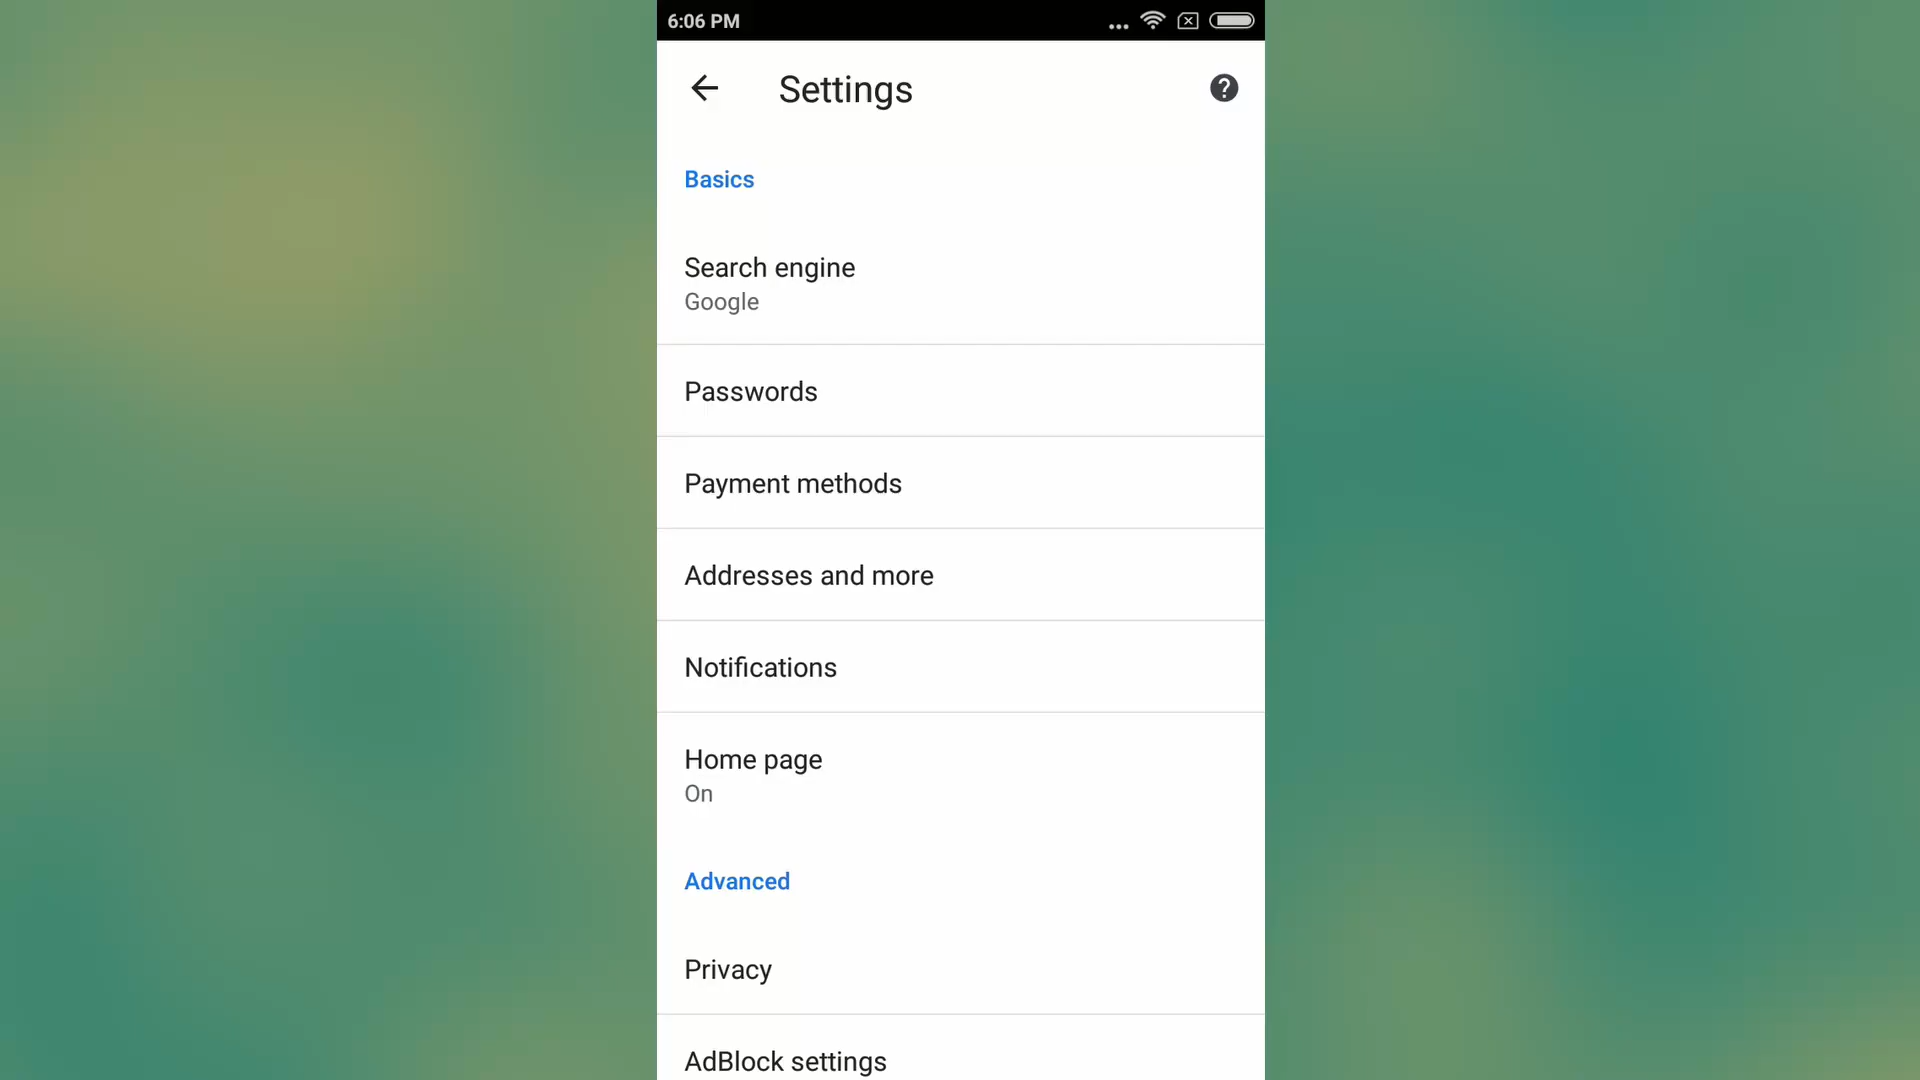 6:06 PM
Settings
Basics
Search engine
Google
Passwords
Payment methods
Addresses and more
Notifications
Home page
On
Advanced
Privacy
AdBlock settings